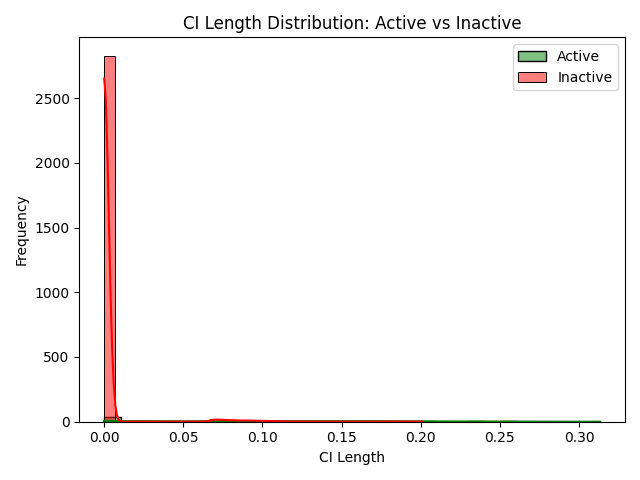 CI Length Distribution: Active vs Inactive
Active
Inactive
Frequency
2500
2000
1500
1000
500
0
0.00 0.05 0.10 0.15 0.20 0.25 0.30
CI Length